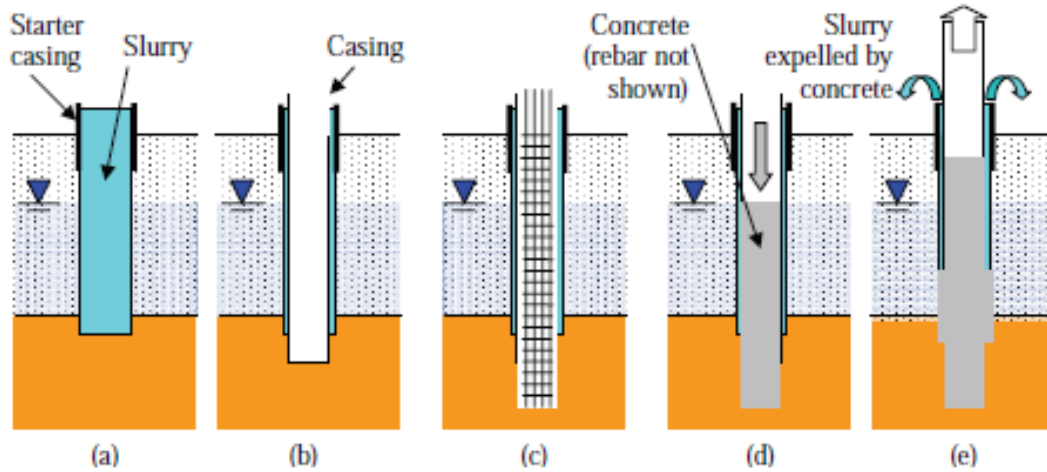 Starter
casing
Slurry
Casing
Concrete
(rebar not
shown)
Slurry
expelled by
concrete
(a)
(b)
(c)
(d)
(e)